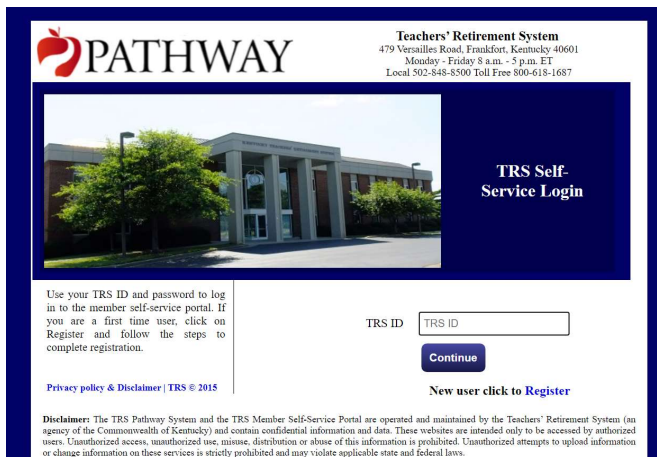 PATHWAY
Teachers' Retirement System
479 Versailles Road, Frankfort, Kentucky 40601
Monday - Friday 8 a.m. - 5 p.m. ET
Local 502-848-8500 Toll Free 800-618-1687
TRS Self-
Service Login
Use your TRS ID and password to log
in to the member self-service portal. If
you are a first time user, click on
Register and follow the steps to
complete registration.
Privacy policy & Disclaimer | TRS © 2015
TRS ID TRS ID
Continue
New user click to Register
Disclaimer: The TRS Pathway System and the TRS Member Self-Service Portal are operated and maintained by the Teachers' Retirement System (an
agency of the Commonwealth of Kentucky) and contain confidential information and data. These websites are intended only to be accessed by authorized
users. Unauthorized access, unauthorized use, misuse, distribution or abuse of this information is prohibited. Unauthorized attempts to upload information
or change information on these services is strictly prohibited and may violate applicable state and federal laws.